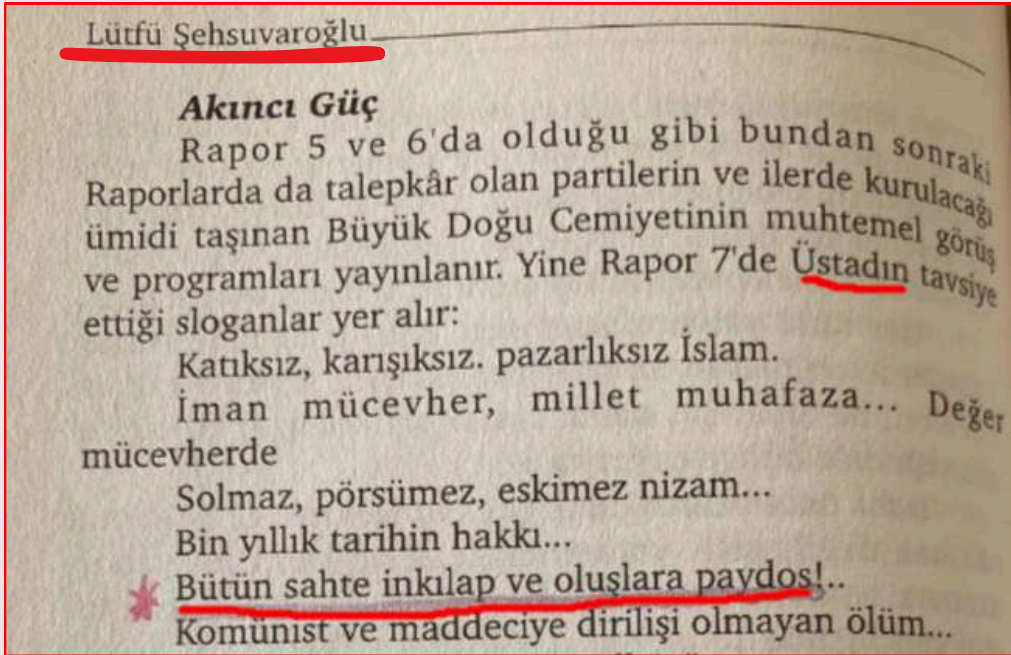 Lütfü Şehsuvaroğlu
Akıncı Güç
Rapor 5 ve 6'da olduğu gibi bundan sonraki
Raporlarda da talepkâr olan partilerin ve ilerde kurulacağı
ümidi taşınan Büyük Doğu Cemiyetinin muhtemel görüş
ve programları yayınlanır. Yine Rapor 7'de Üstadın tavsiye
ettiği sloganlar yer alır:
Katıksız, karışıksız. pazarlıksız İslam.
İman mücevher, millet muhafaza... Değer
mücevherde
Solmaz, pörsümez, eskimez nizam...
Bin yıllık tarihin hakkı...
Bütün sahte inkılap ve oluşlara paydos!..
Komünist ve maddeciye dirilişi olmayan ölüm...